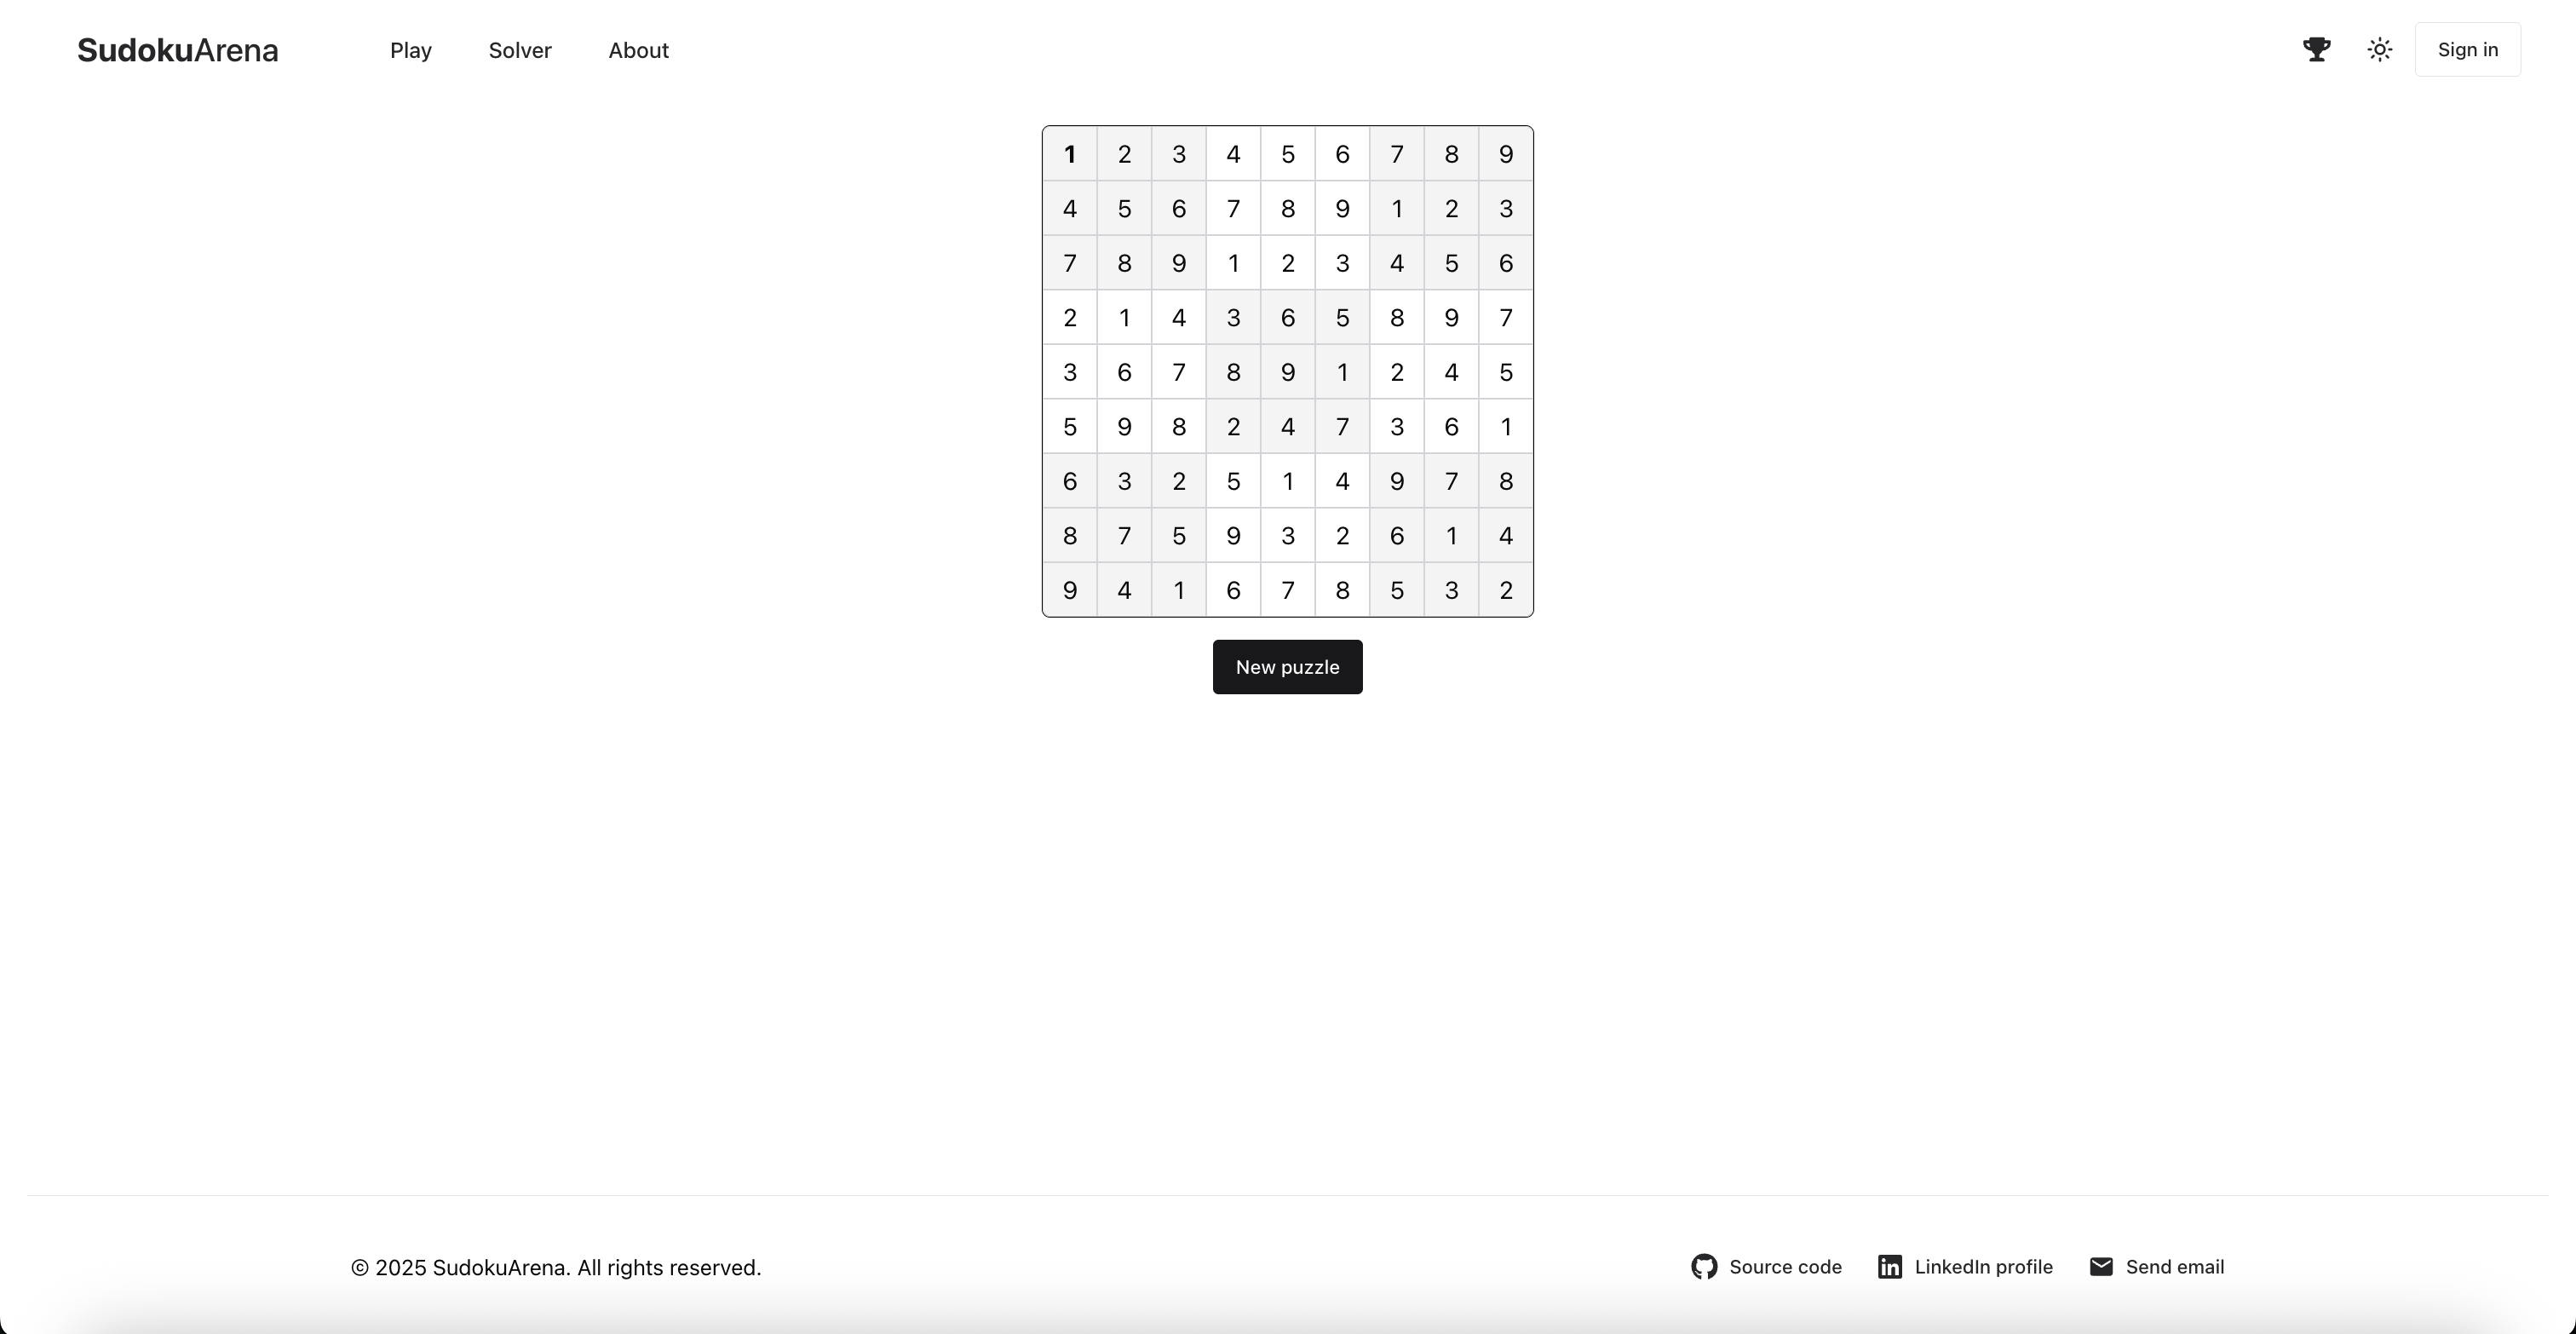 SudokuArena Play Solver About Sign in
1 2 3 4 5 6 7 8 9
4 5 6 7 8 9 1 2 3
7 8 9 1 2 3 4 5 6
2 1 4 3 6 5 8 9 7
3 6 7 8 9 1 2 4 5
5 9 8 2 4 7 3 6 1
6 3 2 5 1 4 9 7 8
8 7 5 9 3 2 6 1 4
9 4 1 6 7 8 5 3 2
New puzzle
© 2025 SudokuArena. All rights reserved. Source code LinkedIn profile Send email